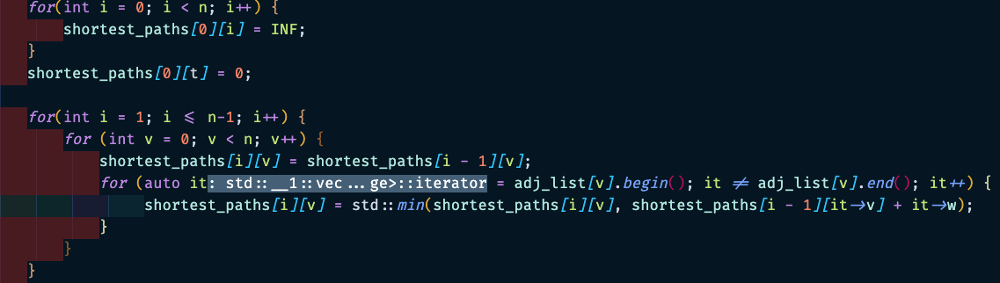 for(int i = 0; i < n; i++) {
shortest_paths[0][i] = INF;
}
shortest_paths[0][t] = 0;
for(int i = 1; i <= n-1; i++) {
for (int v = 0; v < n; v++) {
shortest_paths[i][v] = shortest_paths[i - 1][v];
for (auto it: std::__1::vec...ge>::iterator = adj_list[v].begin(); it != adj_list[v].end(); it++) {
shortest_paths[i][v] = std::min(shortest_paths[i][v], shortest_paths[i - 1][it->v] + it->w);
}
}
}